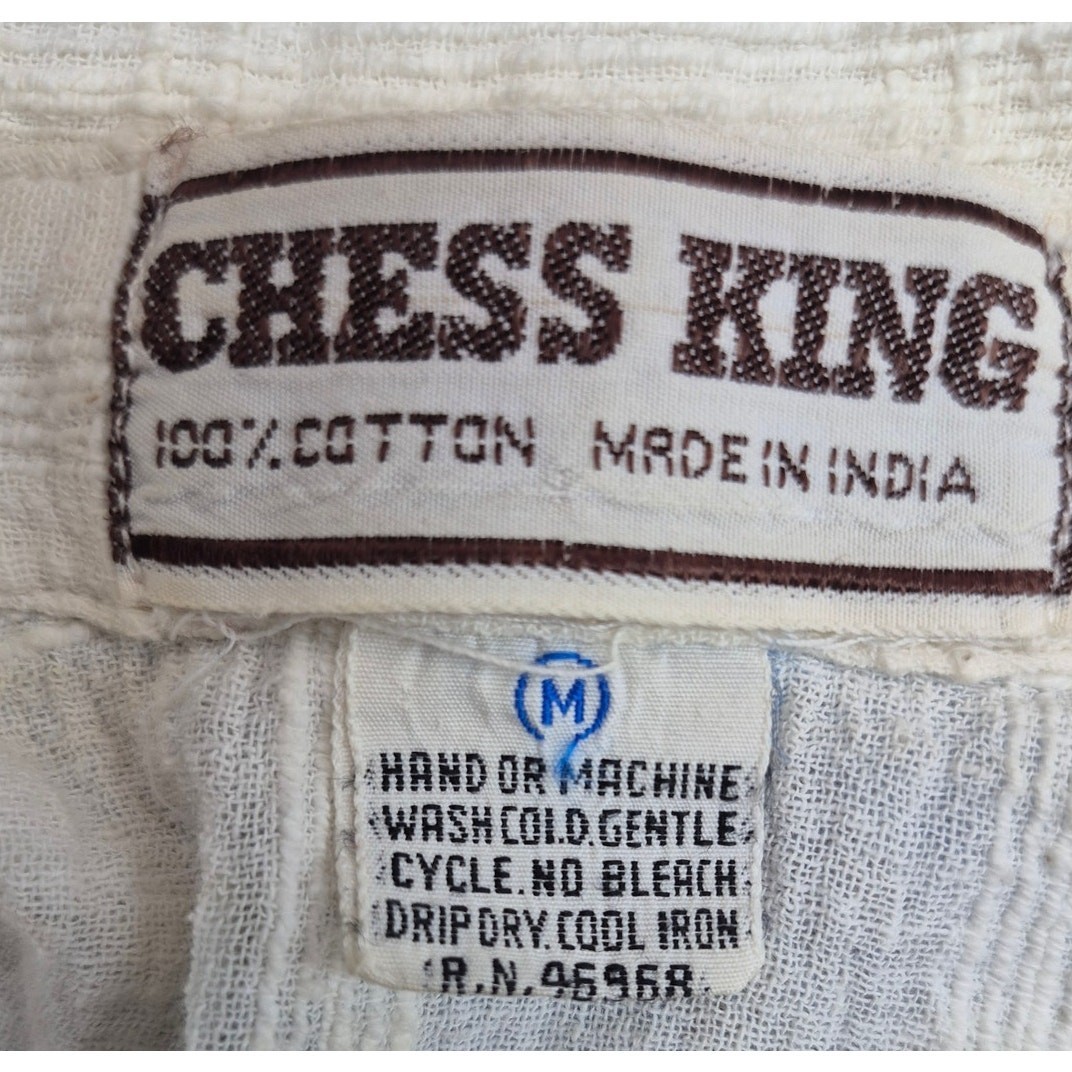 CHESS KING
100% COTTON MADE IN INDIA
(M)
HAND OR MACHINE
WASH COLD.GENTLE
CYCLE.NO BLEACH
DRIP DRY.COOL IRON
R.N.46968